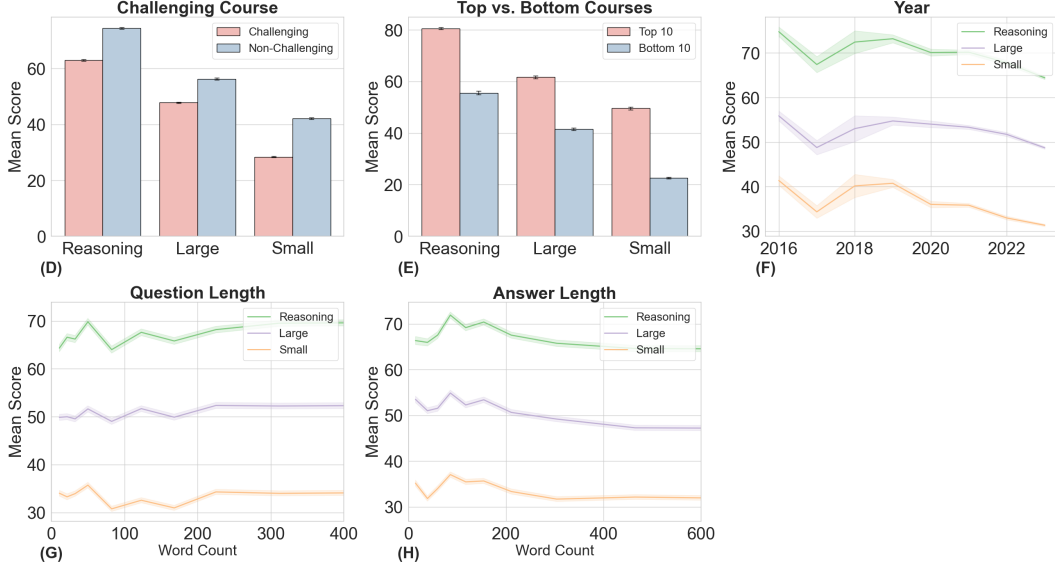 Challenging Course
Mean Score
60
40
20
0
Challenging
Non-Challenging
Reasoning Large Small
(D)
Top vs. Bottom Courses
Mean Score
80
60
40
20
0
Top 10
Bottom 10
Reasoning Large Small
(E)
Year
Mean Score
70
60
50
40
30
Reasoning
Large
Small
2016 2018 2020 2022
(F)
Question Length
Mean Score
70
60
50
40
30
Reasoning
Large
Small
0 100 200 300 400
Word Count
(G)
Answer Length
Mean Score
70
60
50
40
30
Reasoning
Large
Small
0 200 400 600
Word Count
(H)